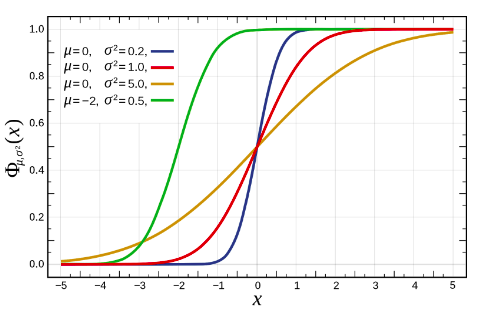 1.0
0.8
0.6
0.4
0.2
0.0
Φμ,σ²(x)
μ = 0, σ² = 0.2,
μ = 0, σ² = 1.0,
μ = 0, σ² = 5.0,
μ = −2, σ² = 0.5,
−5 −4 −3 −2 −1 0 1 2 3 4 5
x